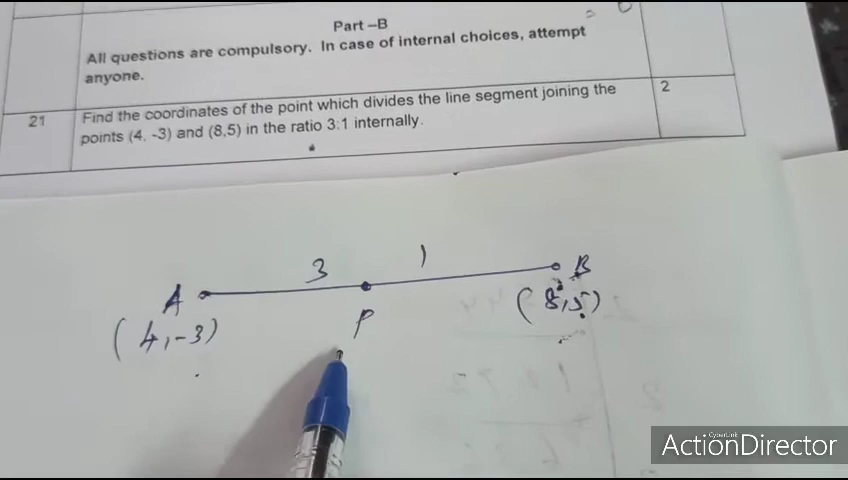 Part –B
All questions are compulsory. In case of internal choices, attempt
anyone.
21
Find the coordinates of the point which divides the line segment joining the
points (4, -3) and (8,5) in the ratio 3:1 internally.
2
3
1
A
B
P
(4,-3)
(8,5)
CyberLink
ActionDirector